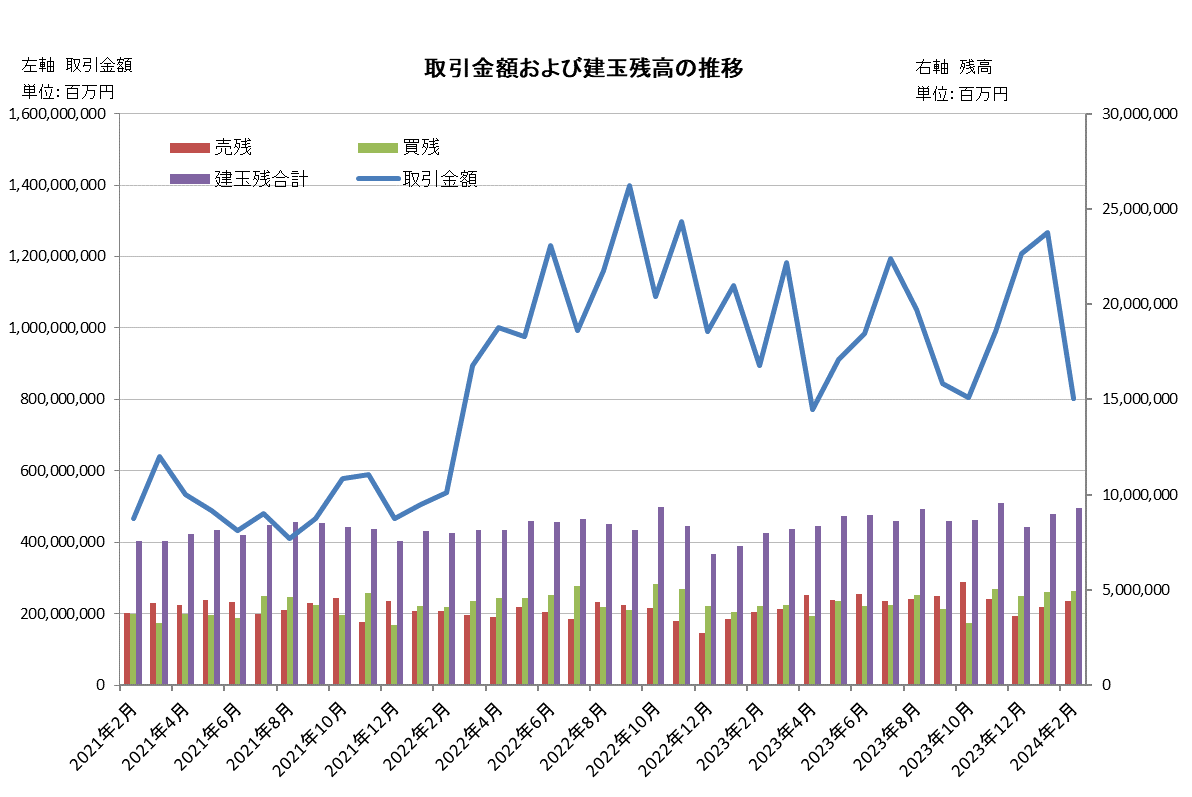 取引金額および建玉残高の推移
左軸 取引金額
単位: 百万円
右軸 残高
単位: 百万円
1,600,000,000
1,400,000,000
1,200,000,000
1,000,000,000
800,000,000
600,000,000
400,000,000
200,000,000
0
売残
買残
建玉残合計
取引金額
30,000,000
25,000,000
20,000,000
15,000,000
10,000,000
5,000,000
0
2021年2月
2021年4月
2021年6月
2021年8月
2021年10月
2021年12月
2022年2月
2022年4月
2022年6月
2022年8月
2022年10月
2022年12月
2023年2月
2023年4月
2023年6月
2023年8月
2023年10月
2023年12月
2024年2月